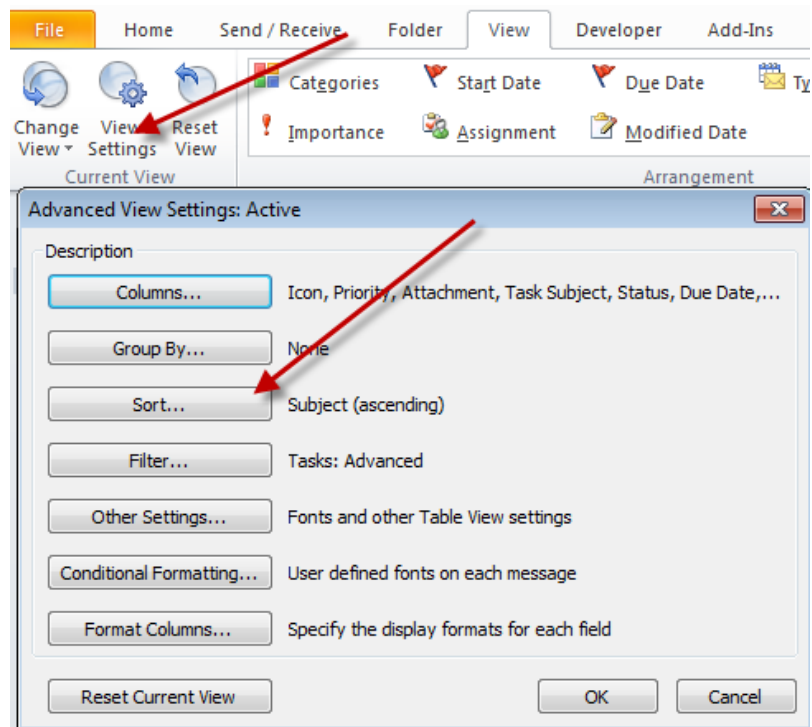 File Home Send / Receive Folder View Developer Add-Ins
Categories Start Date Due Date Ty
Change View Reset
View Settings View
Importance Assignment Modified Date
Current View Arrangement
Advanced View Settings: Active
Description
Columns... Icon, Priority, Attachment, Task Subject, Status, Due Date,...
Group By... None
Sort... Subject (ascending)
Filter... Tasks: Advanced
Other Settings... Fonts and other Table View settings
Conditional Formatting... User defined fonts on each message
Format Columns... Specify the display formats for each field
Reset Current View OK Cancel